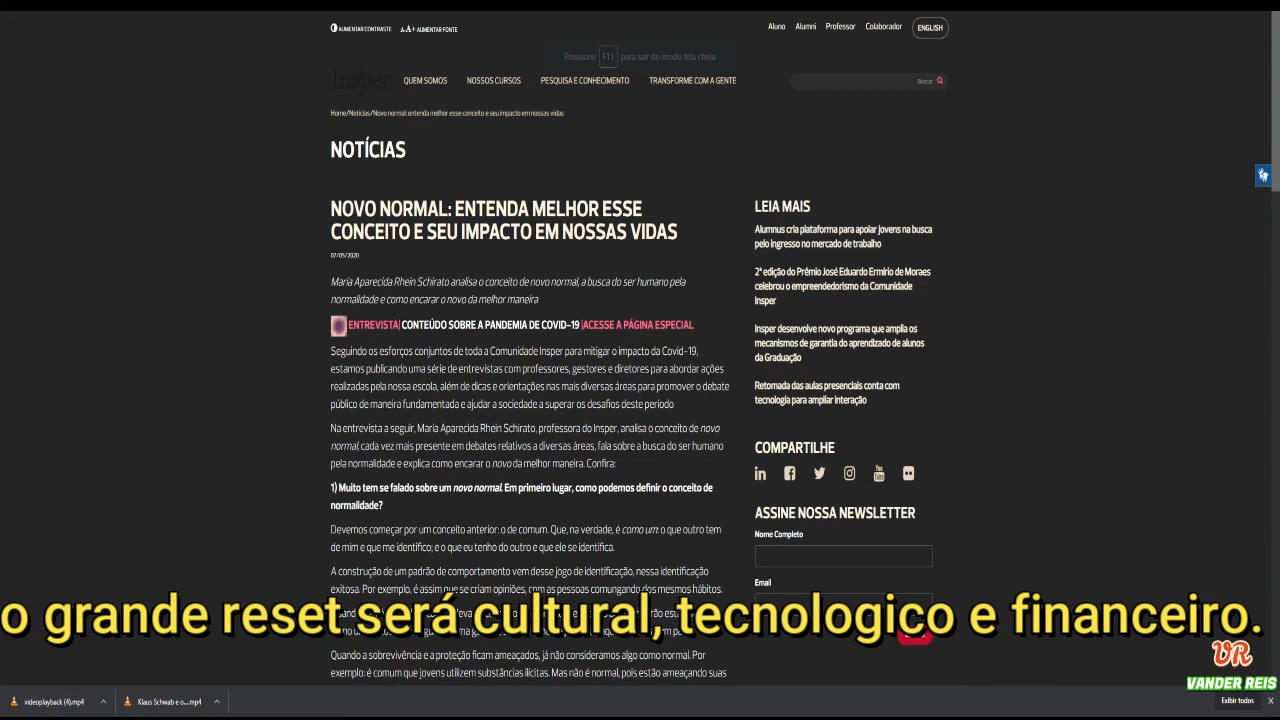 AUMENTAR CONTRASTE A-A+ AUMENTAR FONTE
Aluno Alumni Professor Colaborador ENGLISH
Pressione F11 para sair do modo tela cheia
Insper QUEM SOMOS NOSSOS CURSOS PESQUISA E CONHECIMENTO TRANSFORME COM A GENTE Buscar
Home/Notícias/Novo normal: entenda melhor esse conceito e seu impacto em nossas vidas
NOTÍCIAS
NOVO NORMAL: ENTENDA MELHOR ESSE
CONCEITO E SEU IMPACTO EM NOSSAS VIDAS
07/05/2020
Maria Aparecida Rhein Schirato analisa o conceito de novo normal, a busca do ser humano pela
normalidade e como encarar o novo da melhor maneira
ENTREVISTA| CONTEÚDO SOBRE A PANDEMIA DE COVID-19 |ACESSE A PÁGINA ESPECIAL
Seguindo os esforços conjuntos de toda a Comunidade Insper para mitigar o impacto da Covid-19,
estamos publicando uma série de entrevistas com professores, gestores e diretores para abordar ações
realizadas pela nossa escola, além de dicas e orientações nas mais diversas áreas para promover o debate
público de maneira fundamentada e ajudar a sociedade a superar os desafios deste período
Na entrevista a seguir, Maria Aparecida Rhein Schirato, professora do Insper, analisa o conceito de novo
normal, cada vez mais presente em debates relativos a diversas áreas, fala sobre a busca do ser humano
pela normalidade e explica como encarar o novo da melhor maneira. Confira:
1) Muito tem se falado sobre um novo normal. Em primeiro lugar, como podemos definir o conceito de
normalidade?
Devemos começar por um conceito anterior: o de comum. Que, na verdade, é como um: o que outro tem
de mim e que me identifico; e o que eu tenho do outro e que ele se identifica.
A construção de um padrão de comportamento vem desse jogo de identificação, nessa identificação
exitosa. Por exemplo, é assim que se criam opiniões, com as pessoas comungando dos mesmos hábitos.
Quando a sobrevivência e a proteção ficam ameaçados, já não consideramos algo como normal. Por
exemplo: é comum que jovens utilizem substâncias ilícitas. Mas não é normal, pois estão ameaçando suas
LEIA MAIS
Alumnus cria plataforma para apoiar jovens na busca
pelo ingresso no mercado de trabalho
2ª edição do Prêmio José Eduardo Ermírio de Moraes
celebrou o empreendedorismo da Comunidade
Insper
Insper desenvolve novo programa que amplia os
mecanismos de garantia do aprendizado de alunos
da Graduação
Retomada das aulas presenciais conta com
tecnologia para ampliar interação
COMPARTILHE
ASSINE NOSSA NEWSLETTER
Nome Completo
Email
o grande reset será cultural, tecnologico e financeiro.
VR
VANDER REIS
videoplayback (4).mp4 Klaus Schwab e o....mp4 Exibir todos